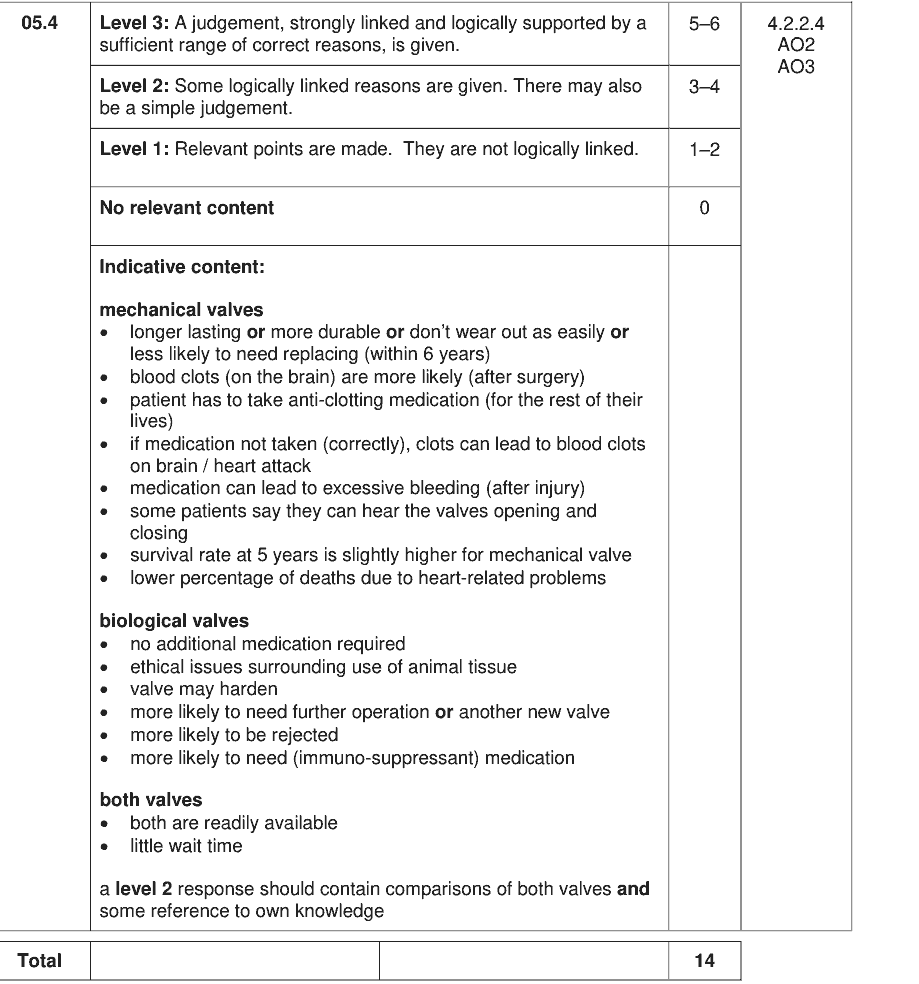 05.4
Level 3: A judgement, strongly linked and logically supported by a
sufficient range of correct reasons, is given.
5–6
4.2.2.4
AO2
AO3
Level 2: Some logically linked reasons are given. There may also
be a simple judgement.
3–4
Level 1: Relevant points are made.  They are not logically linked.
1–2
No relevant content
0
Indicative content:
mechanical valves
• longer lasting or more durable or don't wear out as easily or
less likely to need replacing (within 6 years)
• blood clots (on the brain) are more likely (after surgery)
• patient has to take anti-clotting medication (for the rest of their
lives)
• if medication not taken (correctly), clots can lead to blood clots
on brain / heart attack
• medication can lead to excessive bleeding (after injury)
• some patients say they can hear the valves opening and
closing
• survival rate at 5 years is slightly higher for mechanical valve
• lower percentage of deaths due to heart-related problems
biological valves
• no additional medication required
• ethical issues surrounding use of animal tissue
• valve may harden
• more likely to need further operation or another new valve
• more likely to be rejected
• more likely to need (immuno-suppressant) medication
both valves
• both are readily available
• little wait time
a level 2 response should contain comparisons of both valves and
some reference to own knowledge
Total
14